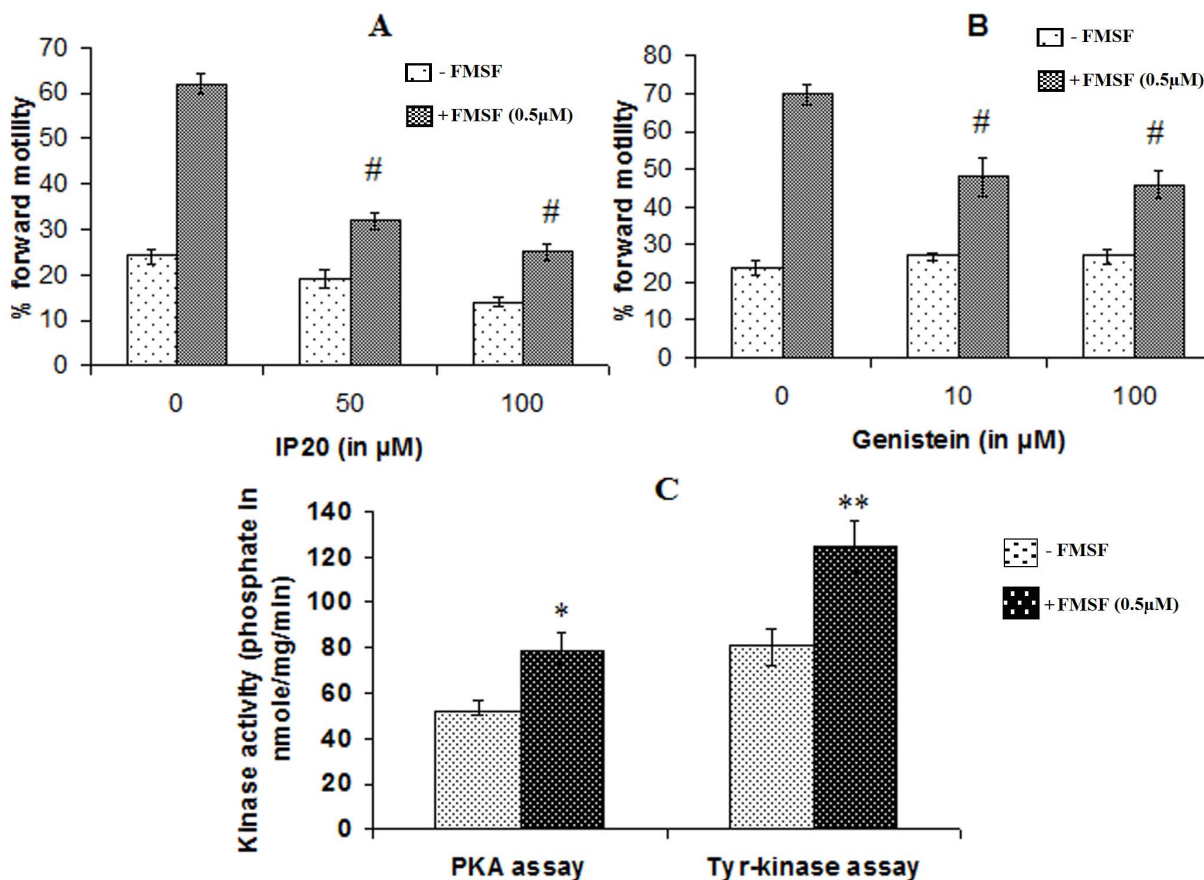 A
- FMSF
+ FMSF (0.5µM)
% forward motility
70
60
50
40
30
20
10
0
#
#
0 50 100
IP20 (in µM)
B
- FMSF
+ FMSF (0.5µM)
% forward motility
80
70
60
50
40
30
20
10
0
#
#
0 10 100
Genistein (in µM)
C
- FMSF
+ FMSF (0.5µM)
Kinase activity (phosphate in
nmole/mg/min)
140
120
100
80
60
40
20
0
*
**
PKA assay Tyr-kinase assay